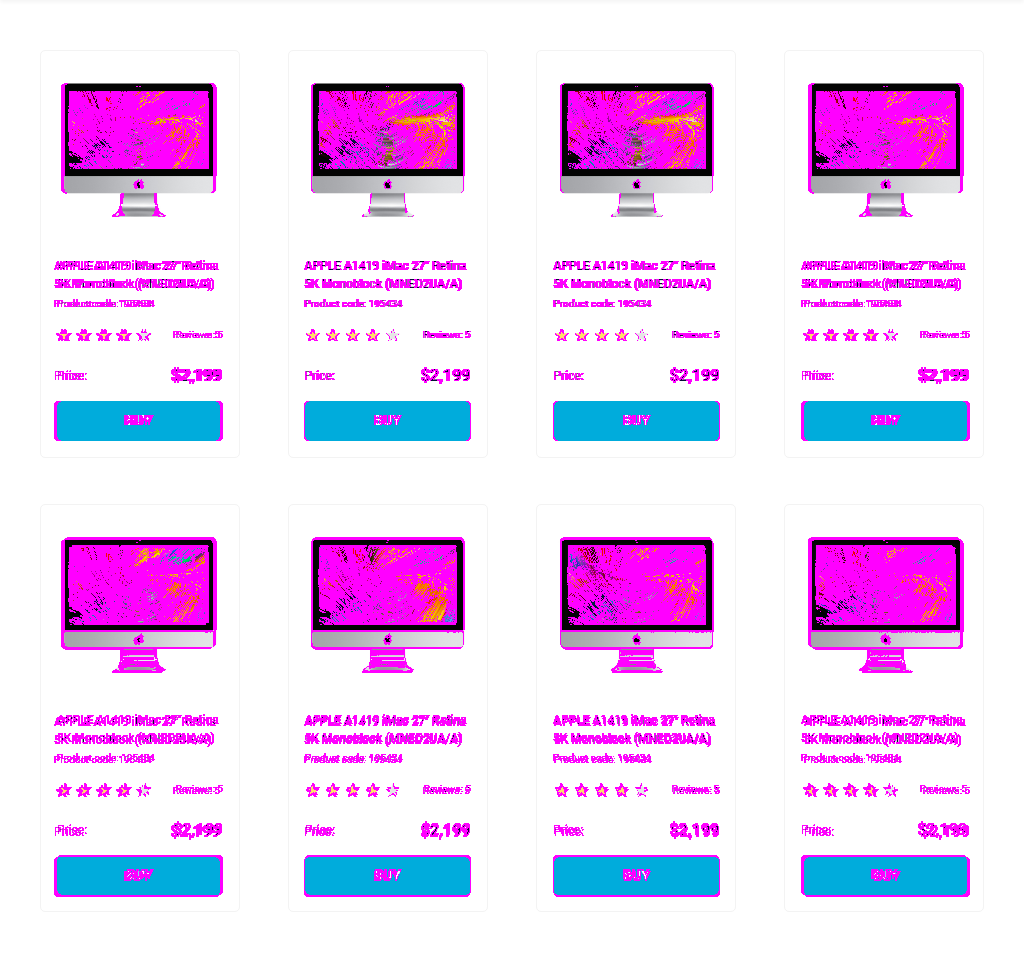 APPLE A1419 iMac 27" Retina
5K Monoblock (MNED2UA/A)
Product code: 195434
Reviews: 5
Price: $2,199
BUY
APPLE A1419 iMac 27" Retina
5K Monoblock (MNED2UA/A)
Product code: 195434
Reviews: 5
Price: $2,199
BUY
APPLE A1419 iMac 27" Retina
5K Monoblock (MNED2UA/A)
Product code: 195434
Reviews: 5
Price: $2,199
BUY
APPLE A1419 iMac 27" Retina
5K Monoblock (MNED2UA/A)
Product code: 195434
Reviews: 5
Price: $2,199
BUY
APPLE A1419 iMac 27" Retina
5K Monoblock (MNED2UA/A)
Product code: 195434
Reviews: 5
Price: $2,199
BUY
APPLE A1419 iMac 27" Retina
5K Monoblock (MNED2UA/A)
Product code: 195434
Reviews: 5
Price: $2,199
BUY
APPLE A1419 iMac 27" Retina
5K Monoblock (MNED2UA/A)
Product code: 195434
Reviews: 5
Price: $2,199
BUY
APPLE A1419 iMac 27" Retina
5K Monoblock (MNED2UA/A)
Product code: 195434
Reviews: 5
Price: $2,199
BUY